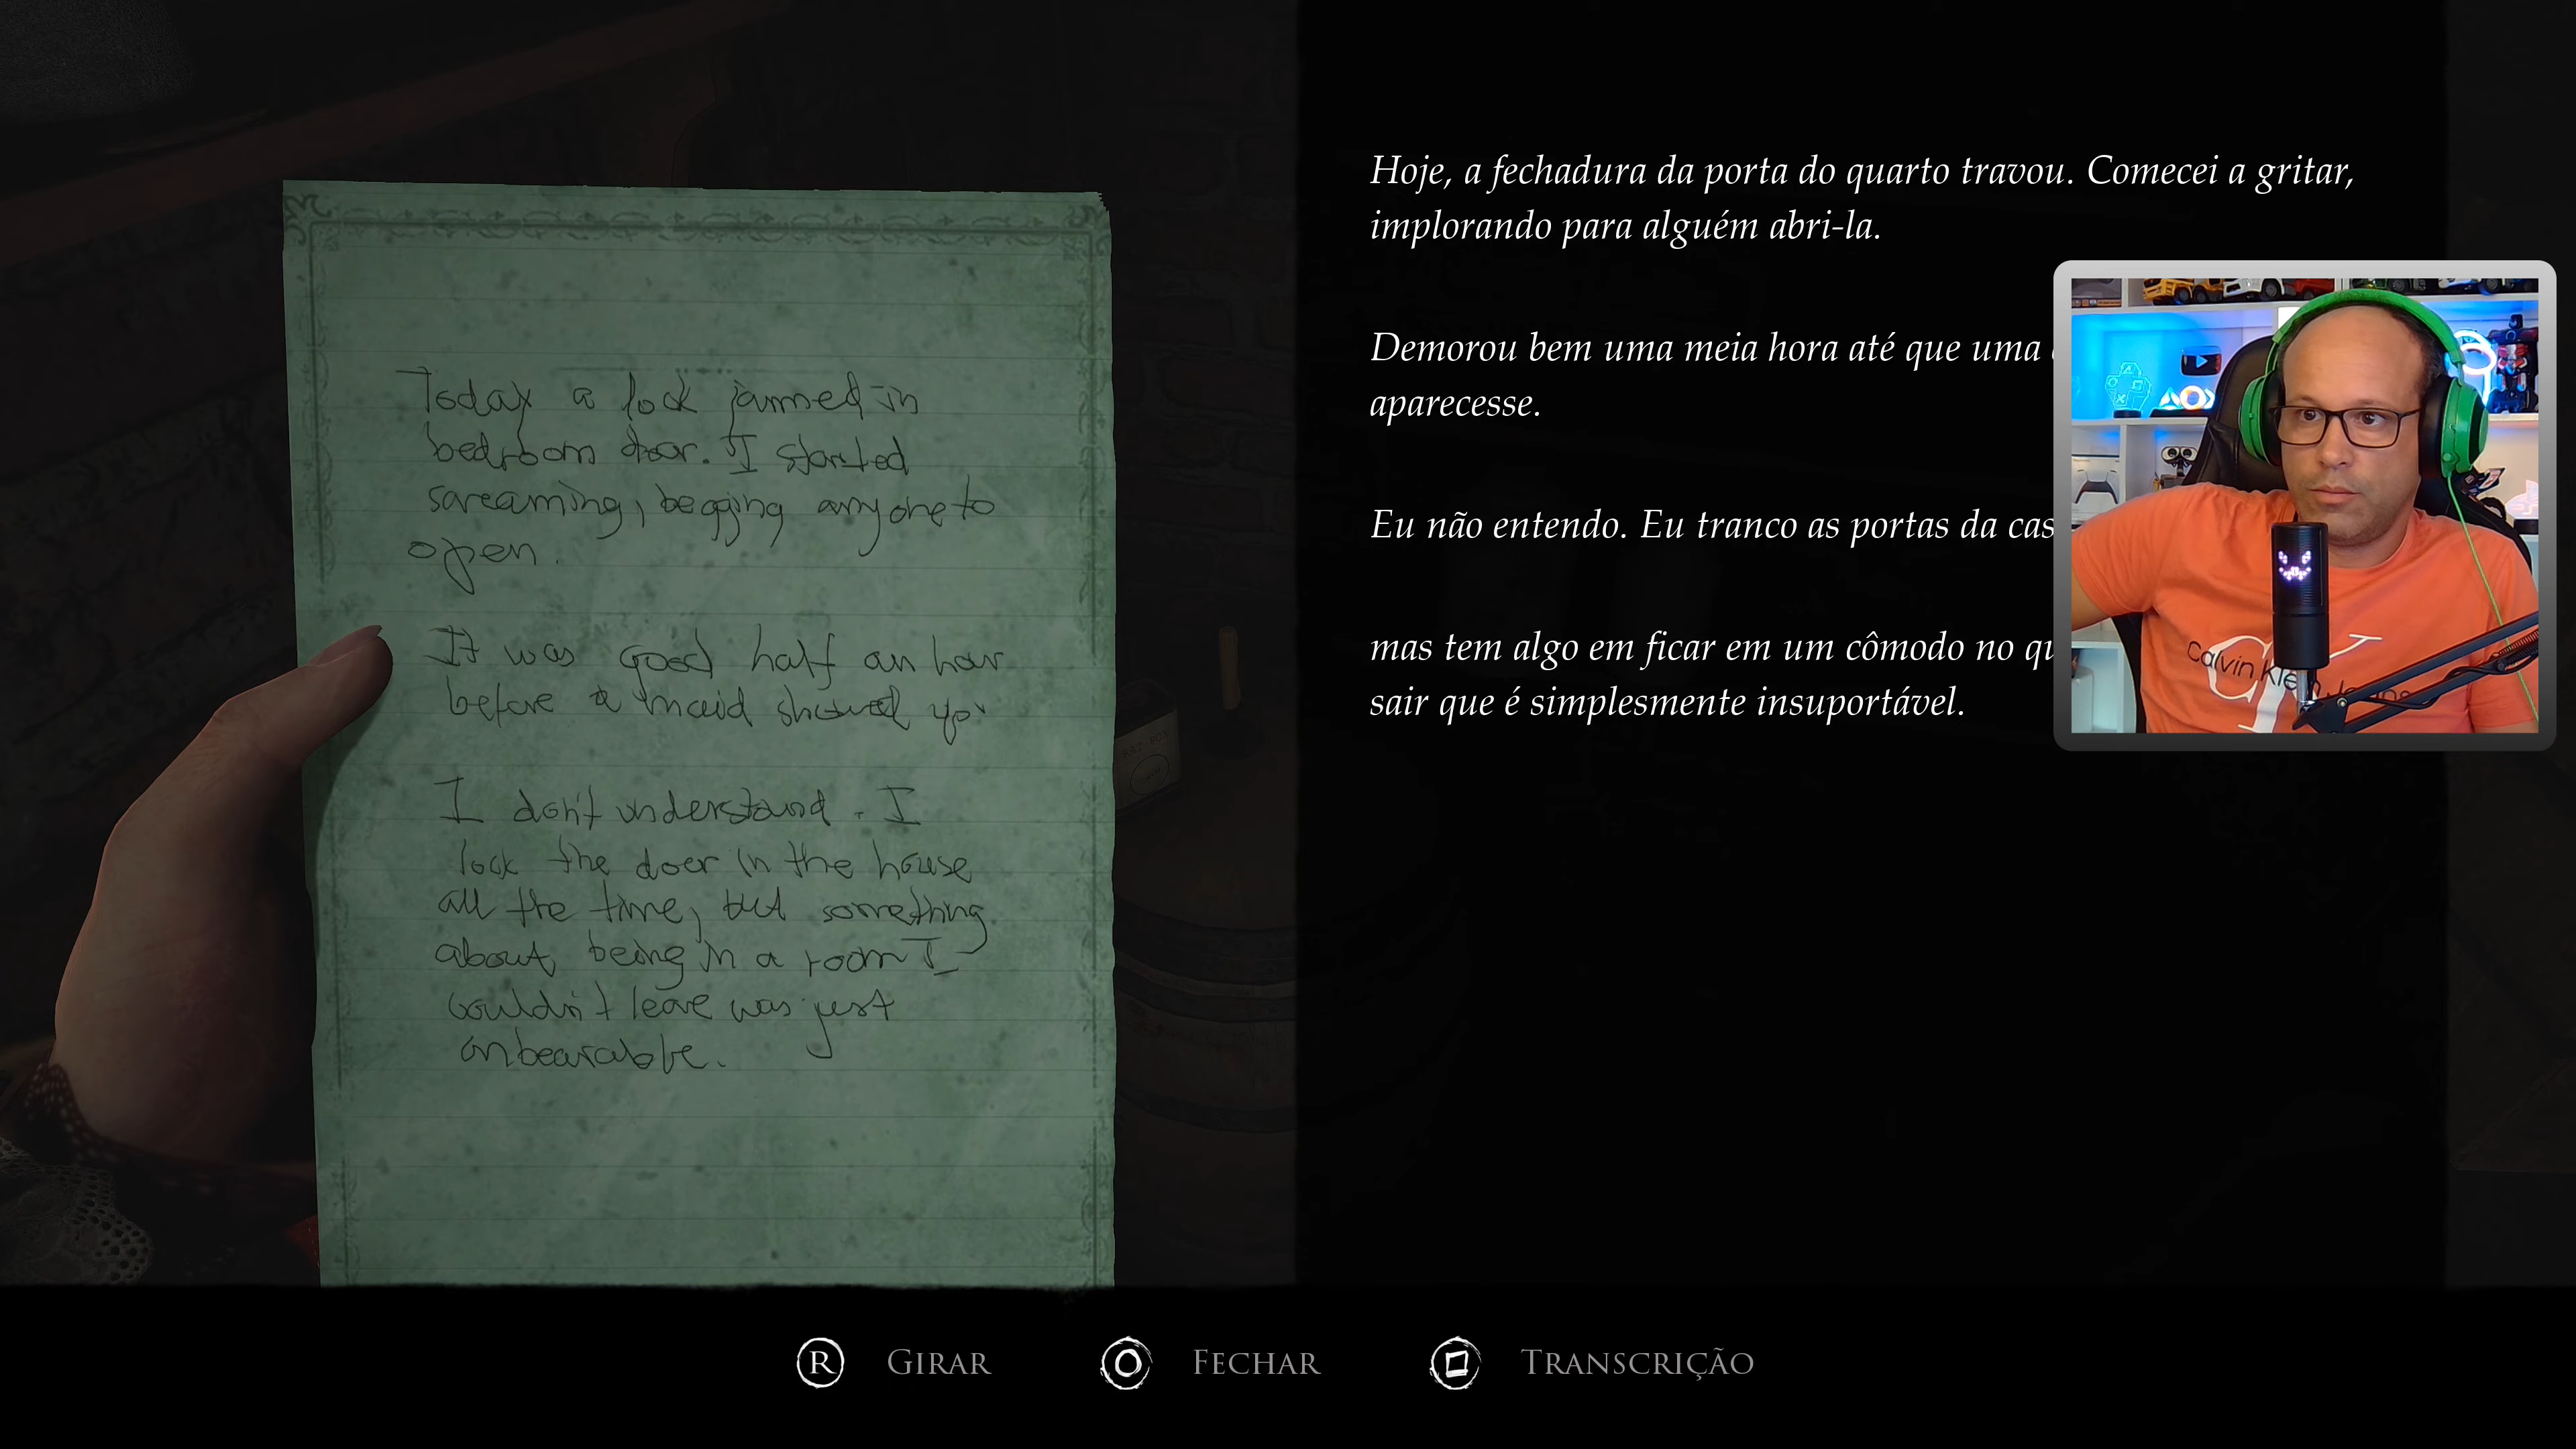 Today a lock jammed in
bedroom door. I started
screaming, begging anyone to
open.
It was good half an hour
before a maid showed up.
I don't understand. I
lock the door in the house
all the time, but something
about being in a room I
couldn't leave was just
unbearable.
Hoje, a fechadura da porta do quarto travou. Comecei a gritar,
implorando para alguém abri-la.
Demorou bem uma meia hora até que uma
aparecesse.
Eu não entendo. Eu tranco as portas da cas
mas tem algo em ficar em um cômodo no qu
sair que é simplesmente insuportável.
Calvin Klein Jeans
R GIRAR
FECHAR
TRANSCRIÇÃO